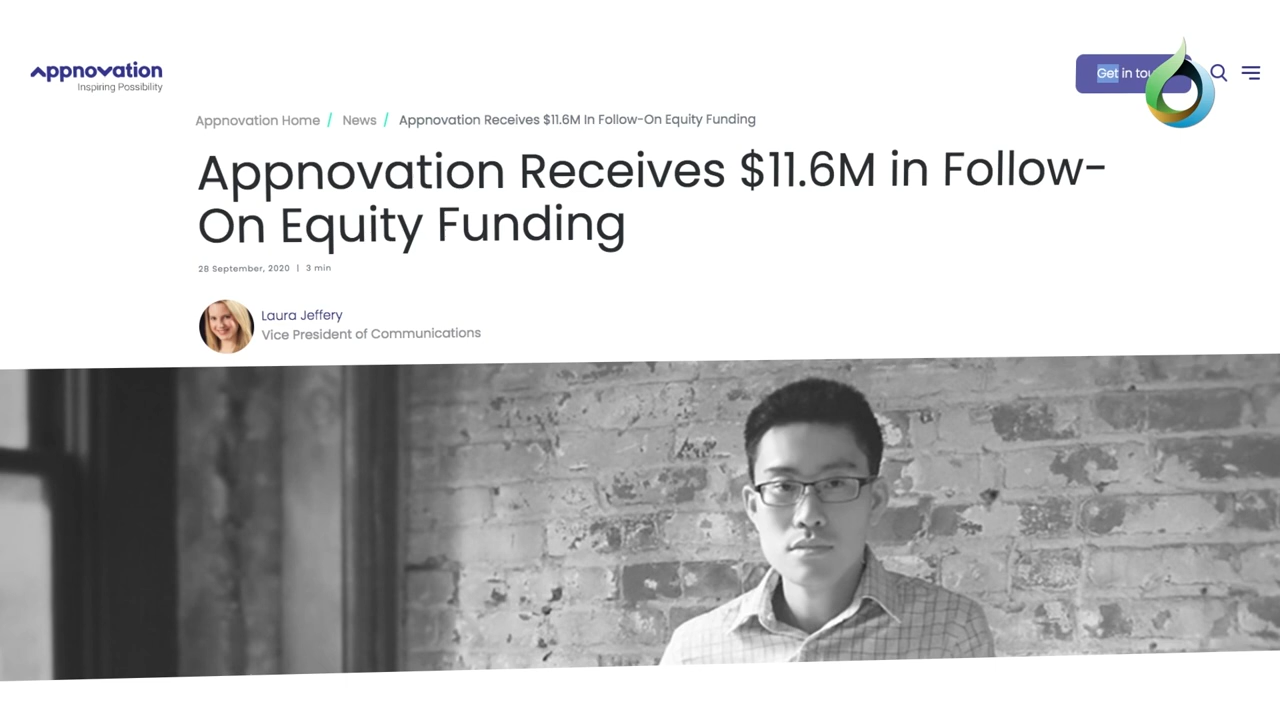 Appnovation
Inspiring Possibility
Get in
Appnovation Home / News / Appnovation Receives $11.6M In Follow-On Equity Funding
Appnovation Receives $11.6M in Follow-
On Equity Funding
28 September, 2020 | 3 min
Laura Jeffery
Vice President of Communications